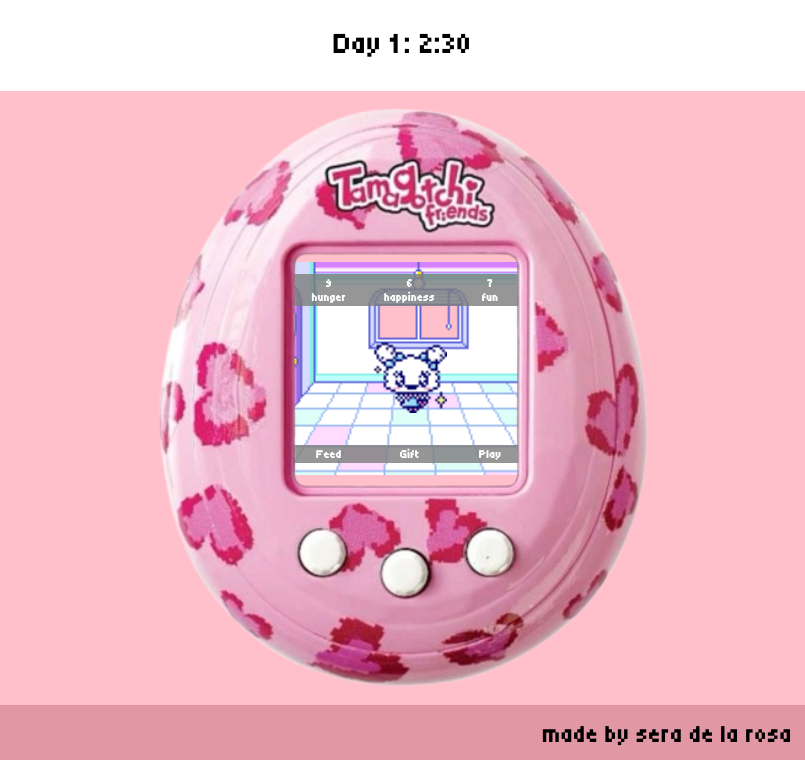 Day 1: 2:30
Tamagotchi
friends
9 6 7
hunger happiness fun
Feed Gift Play
made by sera de la rosa